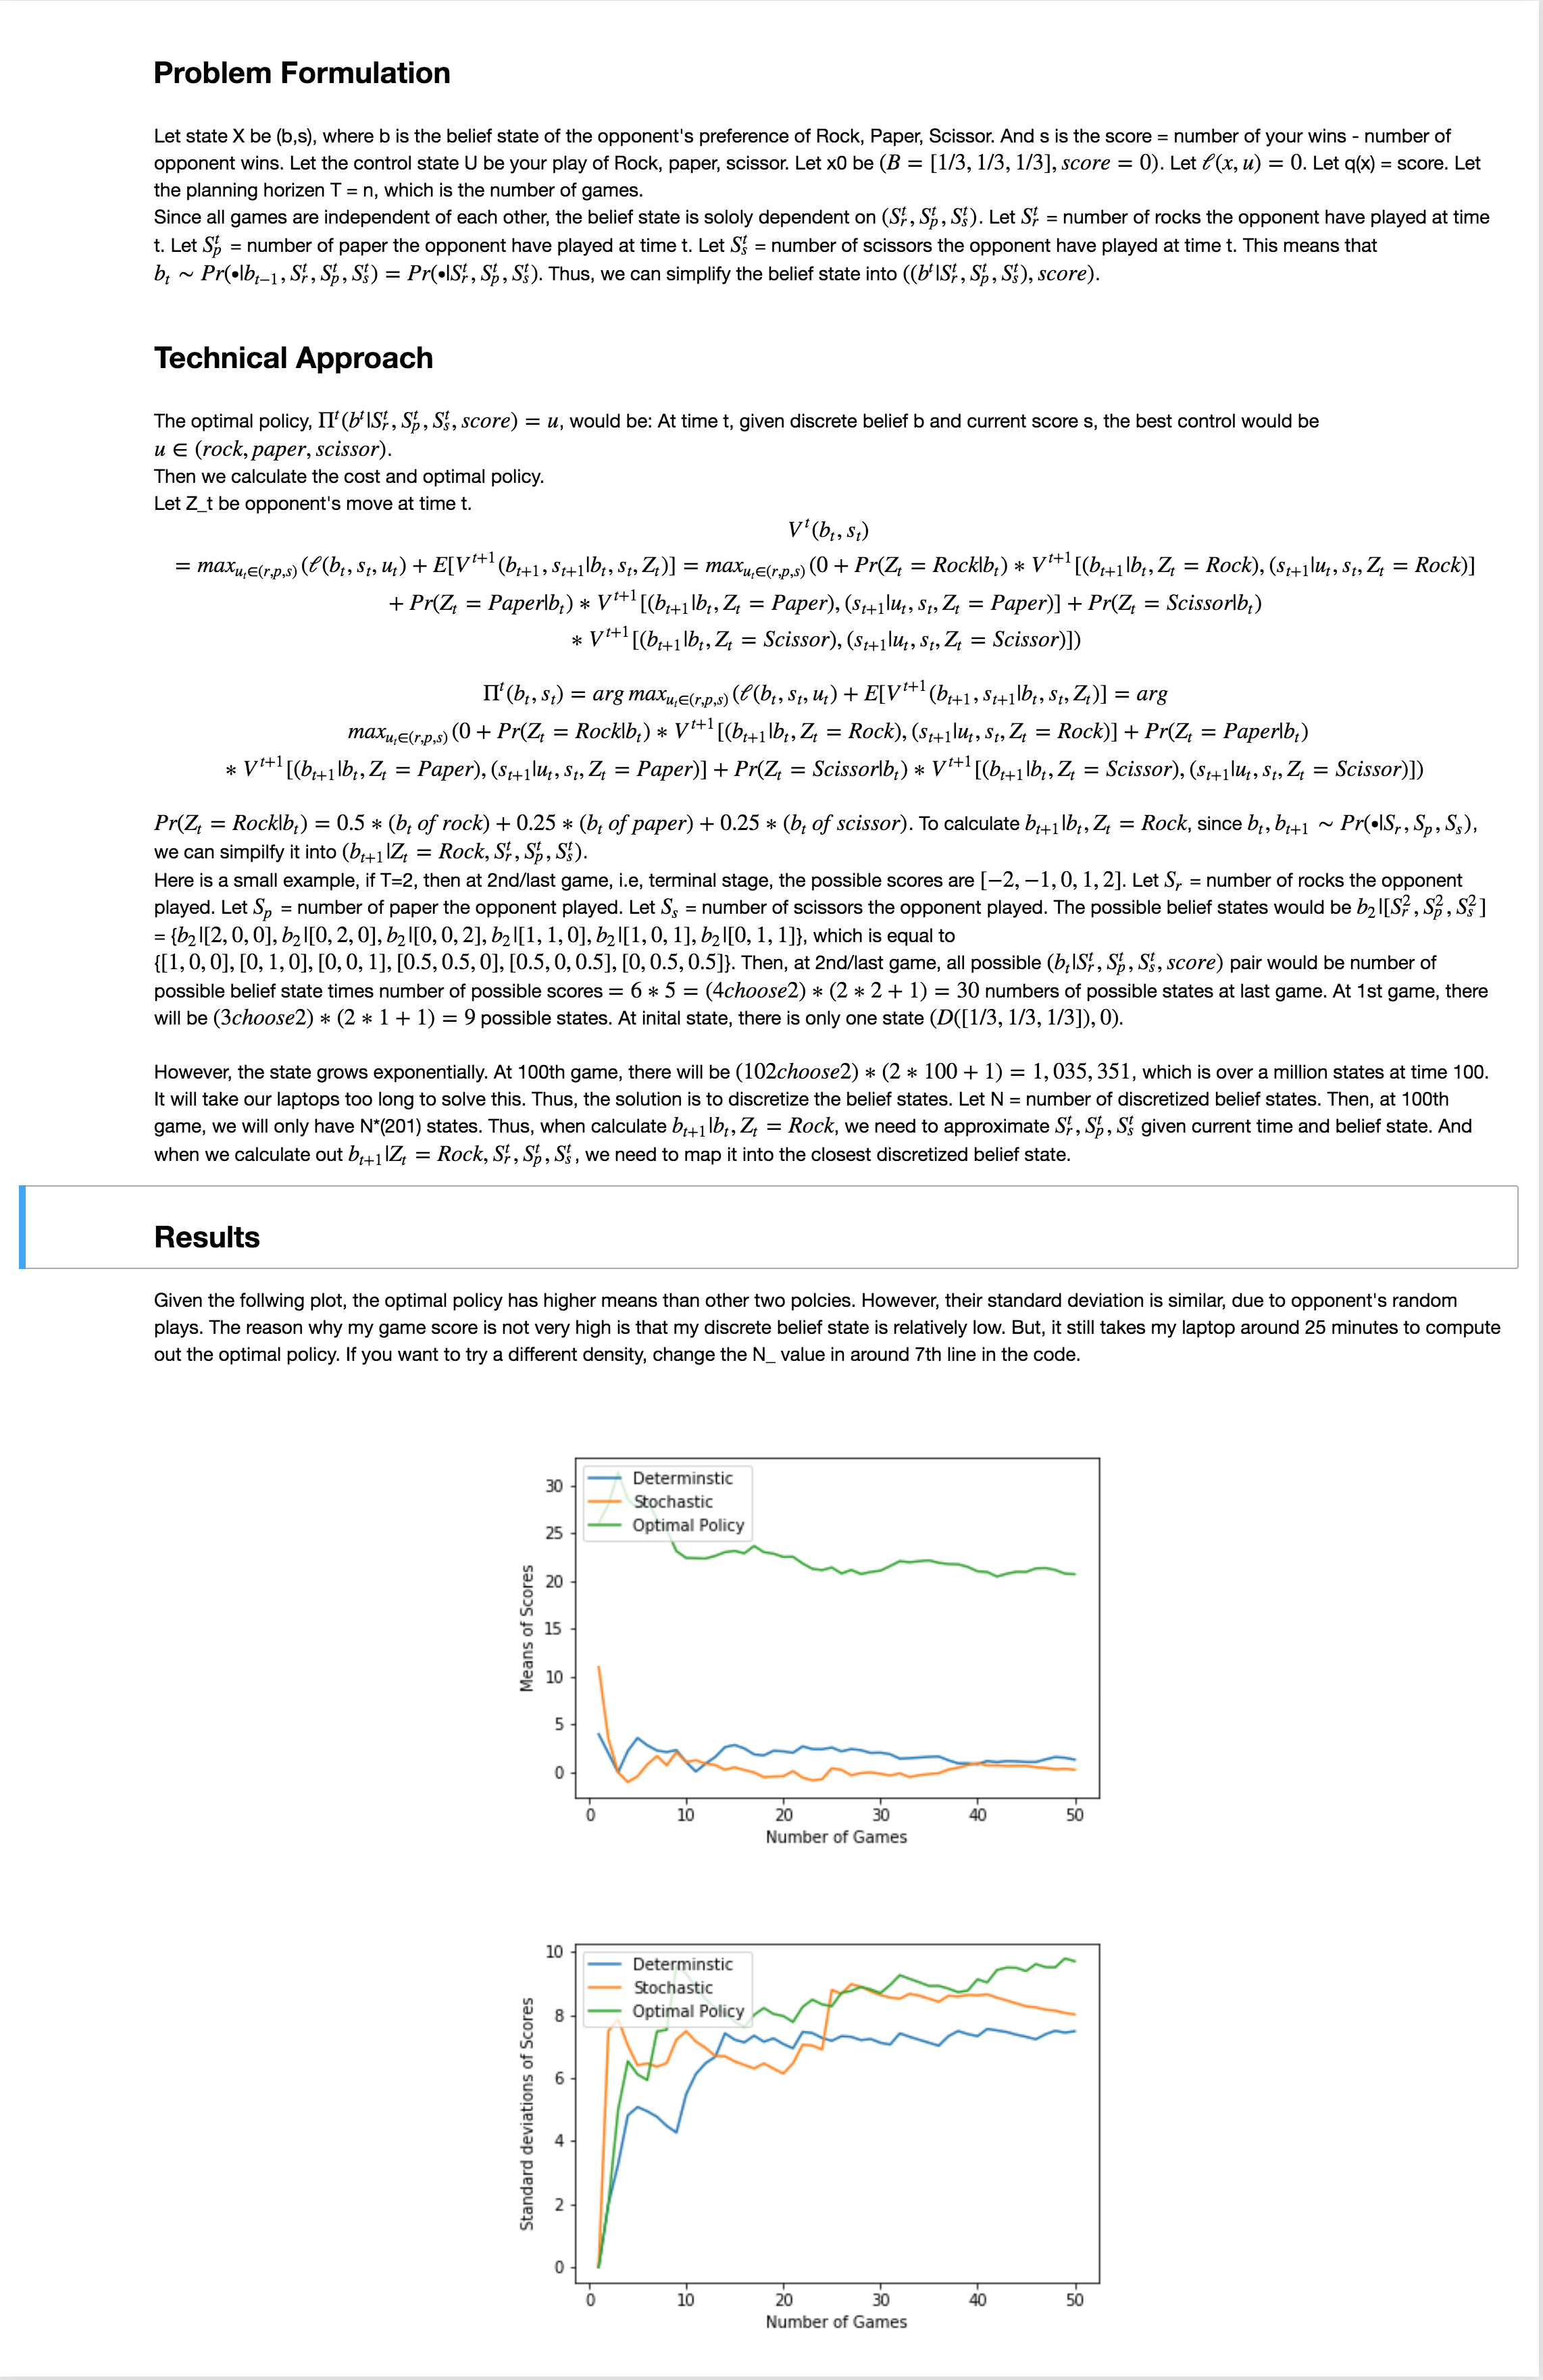 Problem Formulation
Let state X be (b,s), where b is the belief state of the opponent's preference of Rock, Paper, Scissor. And s is the score = number of your wins - number of
opponent wins. Let the control state U be your play of Rock, paper, scissor. Let x0 be (B = [1/3, 1/3, 1/3], score = 0). Let ℓ(x, u) = 0. Let q(x) = score. Let
the planning horizen T = n, which is the number of games.
Since all games are independent of each other, the belief state is sololy dependent on (S_r^t, S_p^t, S_s^t). Let S_r^t = number of rocks the opponent have played at time
t. Let S_p^t = number of paper the opponent have played at time t. Let S_s^t = number of scissors the opponent have played at time t. This means that
b_t ∼ Pr(•|b_{t−1}, S_r^t, S_p^t, S_s^t) = Pr(•|S_r^t, S_p^t, S_s^t). Thus, we can simplify the belief state into ((b^t|S_r^t, S_p^t, S_s^t), score).
Technical Approach
The optimal policy, Π^t(b^t|S_r^t, S_p^t, S_s^t, score) = u, would be: At time t, given discrete belief b and current score s, the best control would be
u ∈ (rock, paper, scissor).
Then we calculate the cost and optimal policy.
Let Z_t be opponent's move at time t.
V^t(b_t, s_t)
= max_{u_t∈(r,p,s)}(ℓ(b_t, s_t, u_t) + E[V^{t+1}(b_{t+1}, s_{t+1}|b_t, s_t, Z_t)] = max_{u_t∈(r,p,s)}(0 + Pr(Z_t = Rock|b_t) ∗ V^{t+1}[(b_{t+1}|b_t, Z_t = Rock), (s_{t+1}|u_t, s_t, Z_t = Rock)]
+ Pr(Z_t = Paper|b_t) ∗ V^{t+1}[(b_{t+1}|b_t, Z_t = Paper), (s_{t+1}|u_t, s_t, Z_t = Paper)] + Pr(Z_t = Scissor|b_t)
∗ V^{t+1}[(b_{t+1}|b_t, Z_t = Scissor), (s_{t+1}|u_t, s_t, Z_t = Scissor)])
Π^t(b_t, s_t) = arg max_{u_t∈(r,p,s)}(ℓ(b_t, s_t, u_t) + E[V^{t+1}(b_{t+1}, s_{t+1}|b_t, s_t, Z_t)] = arg
max_{u_t∈(r,p,s)}(0 + Pr(Z_t = Rock|b_t) ∗ V^{t+1}[(b_{t+1}|b_t, Z_t = Rock), (s_{t+1}|u_t, s_t, Z_t = Rock)] + Pr(Z_t = Paper|b_t)
∗ V^{t+1}[(b_{t+1}|b_t, Z_t = Paper), (s_{t+1}|u_t, s_t, Z_t = Paper)] + Pr(Z_t = Scissor|b_t) ∗ V^{t+1}[(b_{t+1}|b_t, Z_t = Scissor), (s_{t+1}|u_t, s_t, Z_t = Scissor)])
Pr(Z_t = Rock|b_t) = 0.5 ∗ (b_t of rock) + 0.25 ∗ (b_t of paper) + 0.25 ∗ (b_t of scissor). To calculate b_{t+1}|b_t, Z_t = Rock, since b_t, b_{t+1} ∼ Pr(•|S_r, S_p, S_s),
we can simpilfy it into (b_{t+1}|Z_t = Rock, S_r^t, S_p^t, S_s^t).
Here is a small example, if T=2, then at 2nd/last game, i.e, terminal stage, the possible scores are [−2, −1, 0, 1, 2]. Let S_r = number of rocks the opponent
played. Let S_p = number of paper the opponent played. Let S_s = number of scissors the opponent played. The possible belief states would be b_2|[S_r^2, S_p^2, S_s^2]
= {b_2|[2, 0, 0], b_2|[0, 2, 0], b_2|[0, 0, 2], b_2|[1, 1, 0], b_2|[1, 0, 1], b_2|[0, 1, 1]}, which is equal to
{[1, 0, 0], [0, 1, 0], [0, 0, 1], [0.5, 0.5, 0], [0.5, 0, 0.5], [0, 0.5, 0.5]}. Then, at 2nd/last game, all possible (b_t|S_r^t, S_p^t, S_s^t, score) pair would be number of
possible belief state times number of possible scores = 6 ∗ 5 = (4choose2) ∗ (2 ∗ 2 + 1) = 30 numbers of possible states at last game. At 1st game, there
will be (3choose2) ∗ (2 ∗ 1 + 1) = 9 possible states. At inital state, there is only one state (D([1/3, 1/3, 1/3]), 0).
However, the state grows exponentially. At 100th game, there will be (102choose2) ∗ (2 ∗ 100 + 1) = 1, 035, 351, which is over a million states at time 100.
It will take our laptops too long to solve this. Thus, the solution is to discretize the belief states. Let N = number of discretized belief states. Then, at 100th
game, we will only have N*(201) states. Thus, when calculate b_{t+1}|b_t, Z_t = Rock, we need to approximate S_r^t, S_p^t, S_s^t given current time and belief state. And
when we calculate out b_{t+1}|Z_t = Rock, S_r^t, S_p^t, S_s^t, we need to map it into the closest discretized belief state.
Results
Given the follwing plot, the optimal policy has higher means than other two polcies. However, their standard deviation is similar, due to opponent's random
plays. The reason why my game score is not very high is that my discrete belief state is relatively low. But, it still takes my laptop around 25 minutes to compute
out the optimal policy. If you want to try a different density, change the N_ value in around 7th line in the code.
Determinstic
Stochastic
Optimal Policy
30
25
20
15
10
5
0
Means of Scores
0 10 20 30 40 50
Number of Games
Determinstic
Stochastic
Optimal Policy
10
8
6
4
2
0
Standard deviations of Scores
0 10 20 30 40 50
Number of Games